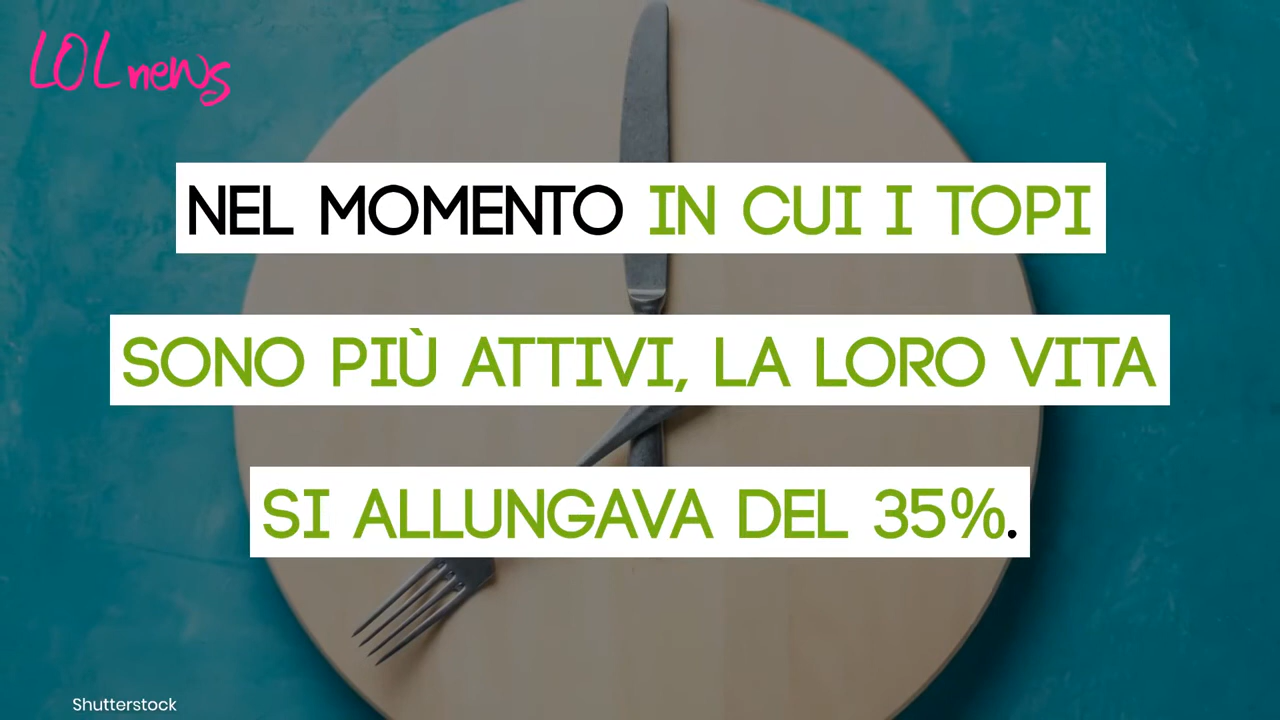 LOL news
NEL MOMENTO IN CUI I TOPI
SONO PIÙ ATTIVI, LA LORO VITA
SI ALLUNGAVA DEL 35%.
Shutterstock